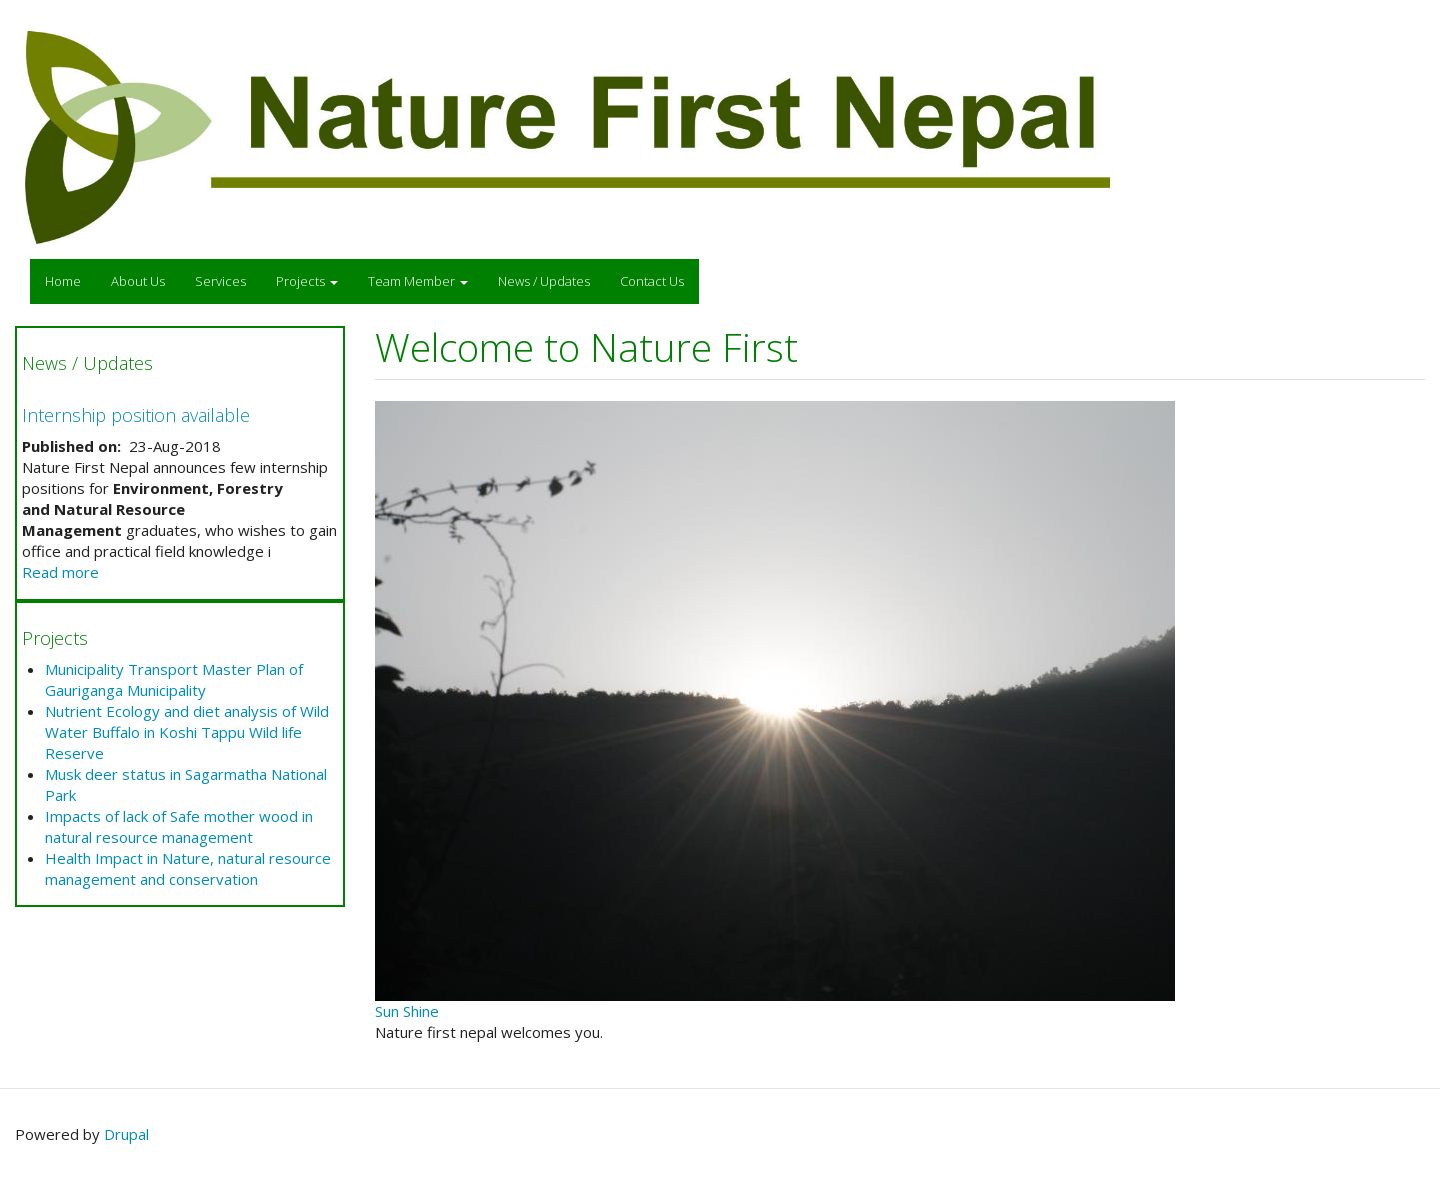 Nature First Nepal
Home
About Us
Services
Projects
Team Member
News / Updates
Contact Us
News / Updates
Internship position available
Published on: 23-Aug-2018
Nature First Nepal announces few internship
positions for Environment, Forestry
and Natural Resource
Management graduates, who wishes to gain
office and practical field knowledge i
Read more
Projects
Municipality Transport Master Plan of
Gauriganga Municipality
Nutrient Ecology and diet analysis of Wild
Water Buffalo in Koshi Tappu Wild life
Reserve
Musk deer status in Sagarmatha National
Park
Impacts of lack of Safe mother wood in
natural resource management
Health Impact in Nature, natural resource
management and conservation
Welcome to Nature First
Sun Shine
Nature first nepal welcomes you.
Powered by Drupal